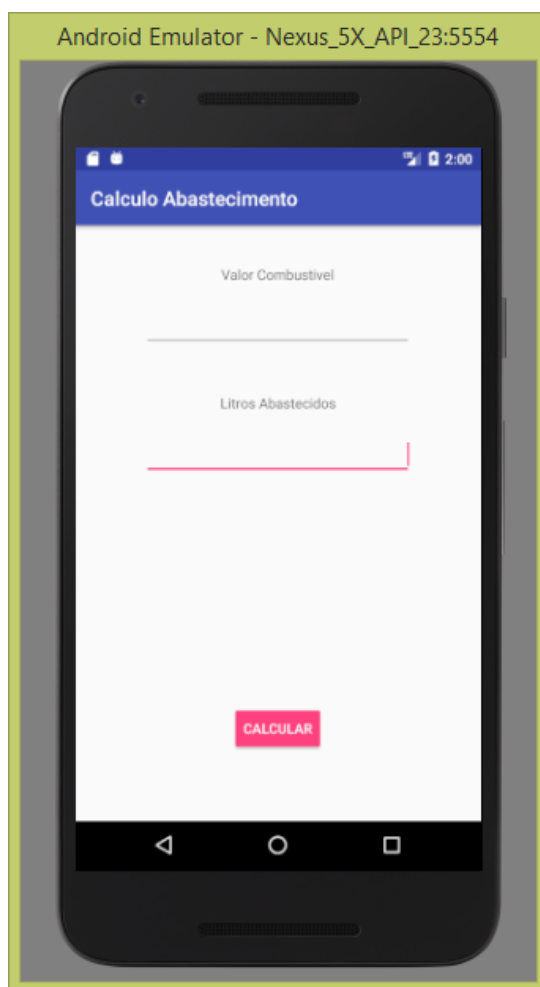 Android Emulator - Nexus_5X_API_23:5554
2:00
Calculo Abastecimento
Valor Combustivel
Litros Abastecidos
CALCULAR